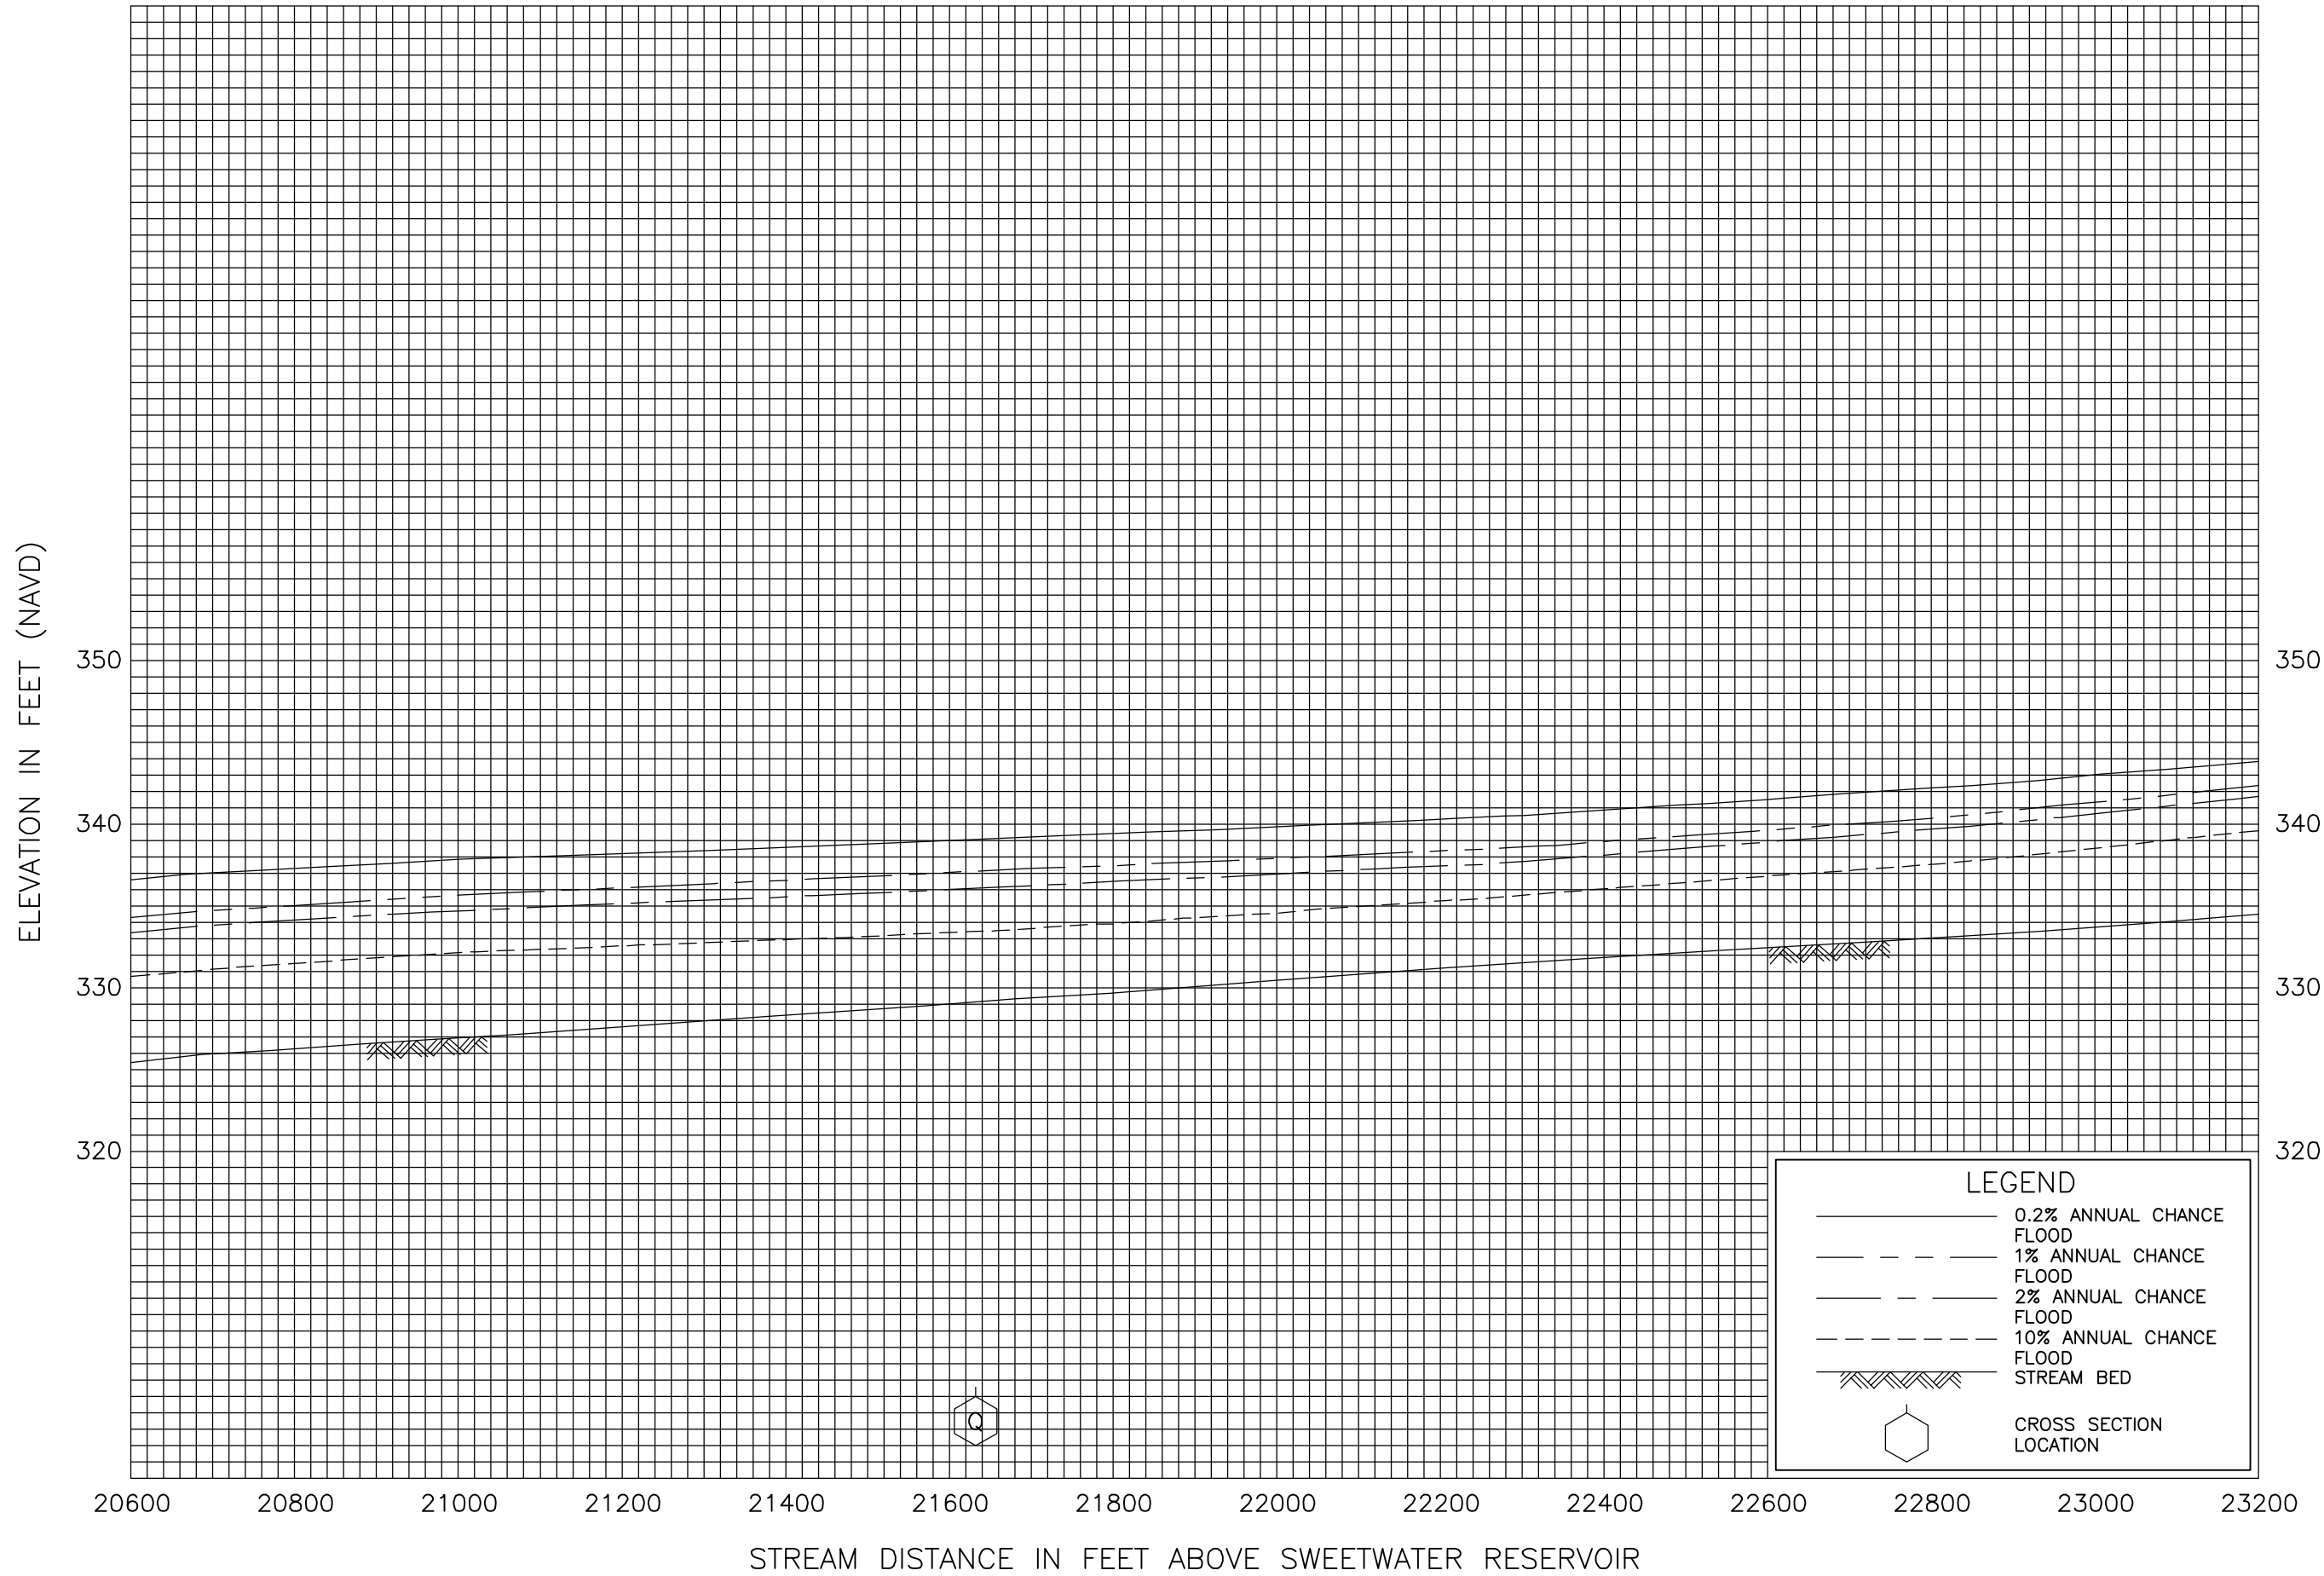 ELEVATION IN FEET (NAVD)
350
350
340
340
330
330
320
320
LEGEND
0.2% ANNUAL CHANCE
FLOOD
1% ANNUAL CHANCE
FLOOD
2% ANNUAL CHANCE
FLOOD
10% ANNUAL CHANCE
FLOOD
STREAM BED
CROSS SECTION
LOCATION
Q
20600 20800 21000 21200 21400 21600 21800 22000 22200 22400 22600 22800 23000 23200
STREAM DISTANCE IN FEET ABOVE SWEETWATER RESERVOIR